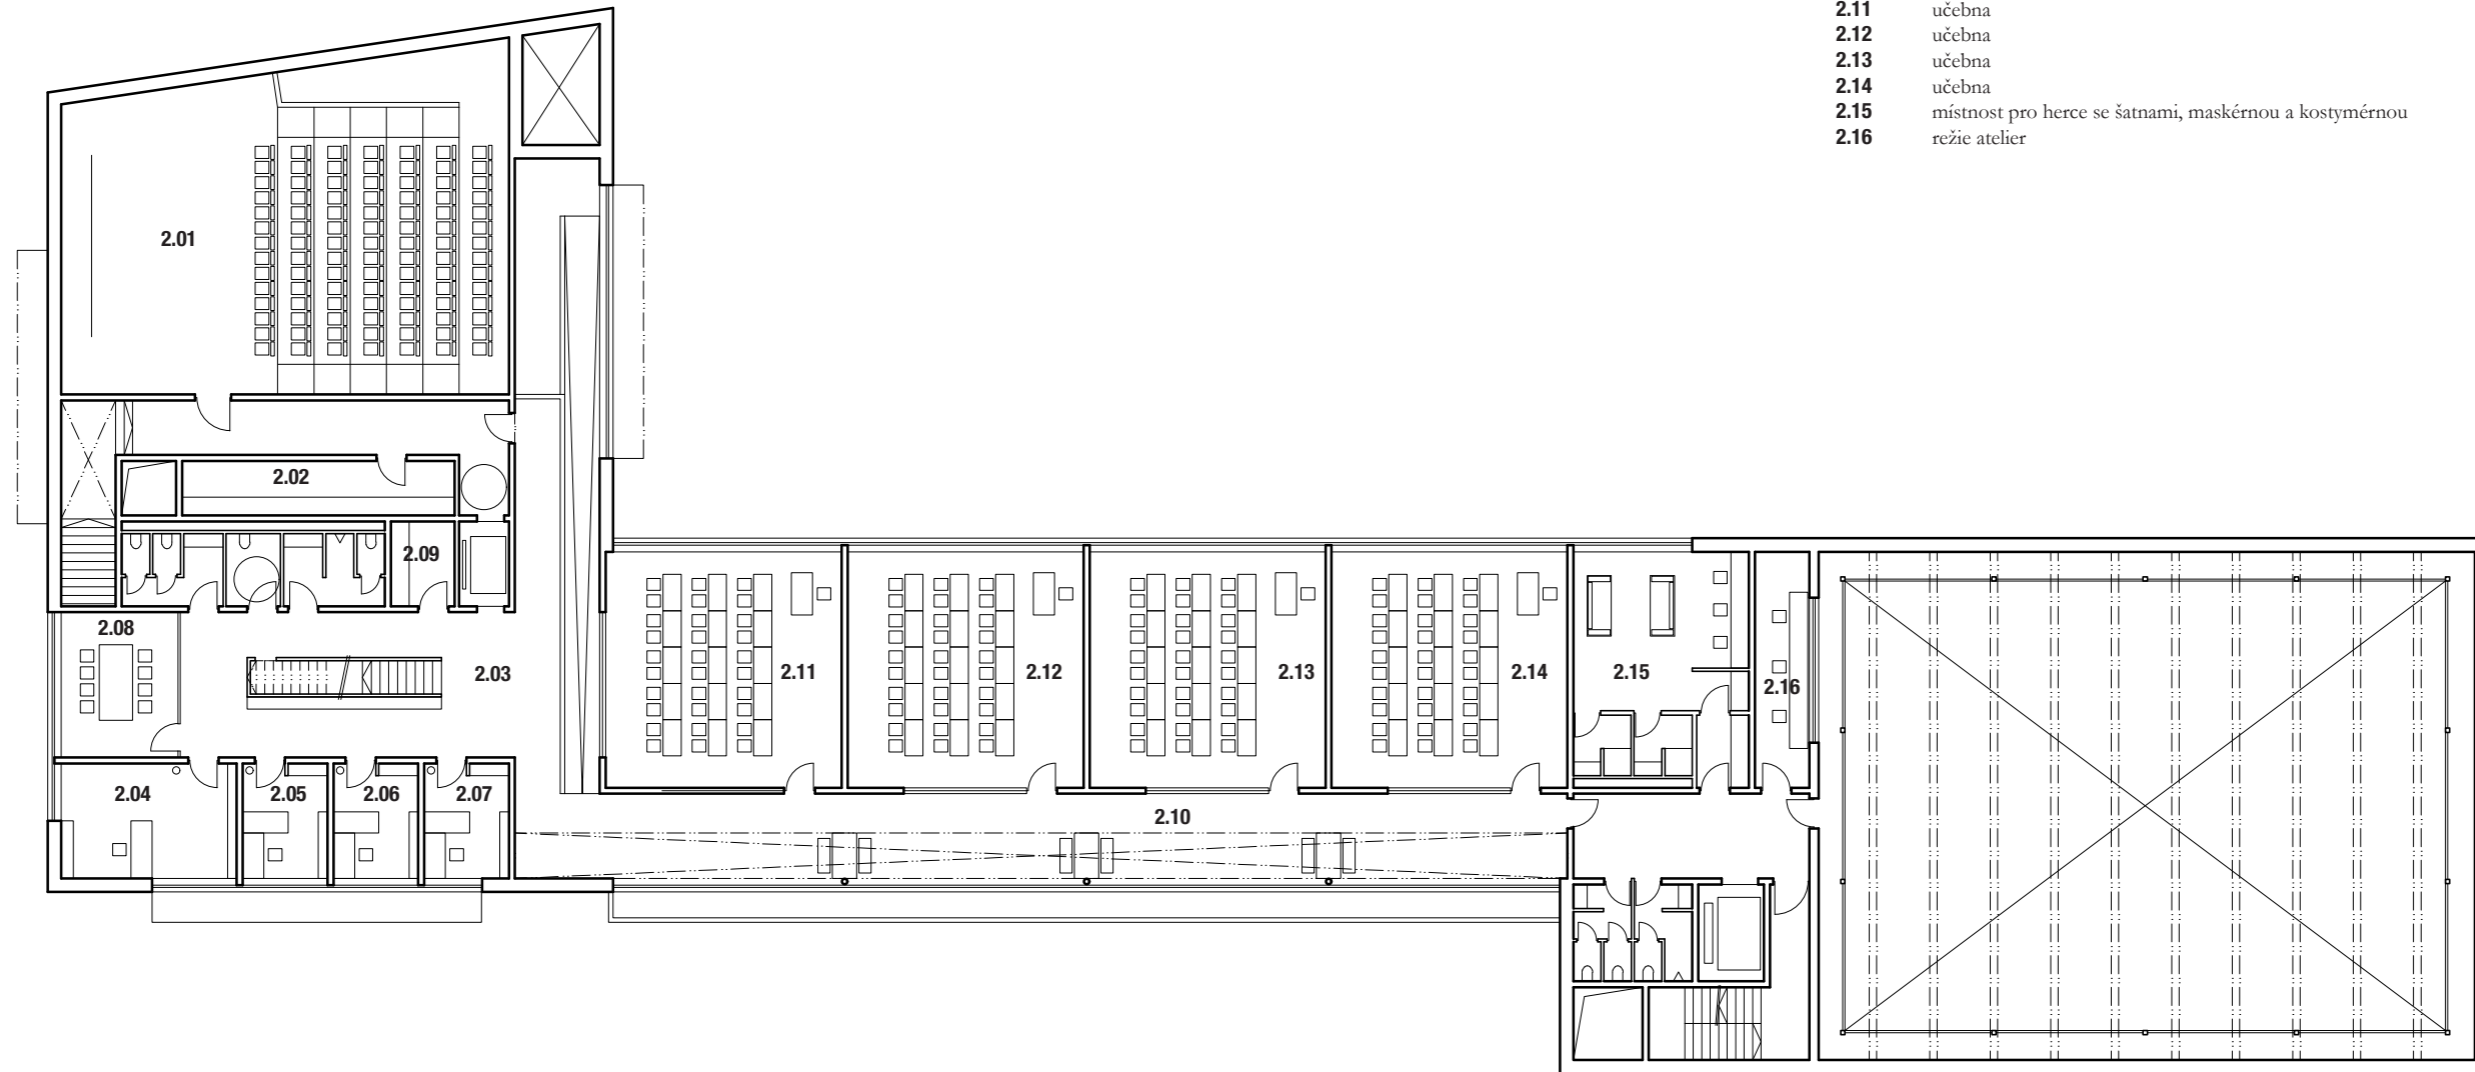 2.11 učebna
2.12 učebna
2.13 učebna
2.14 učebna
2.15 místnost pro herce se šatnami, maskérnou a kostymérnou
2.16 režie atelier
2.01
2.02
2.09
2.08
2.03
2.11
2.12
2.13
2.14
2.15
2.16
2.04
2.05
2.06
2.07
2.10